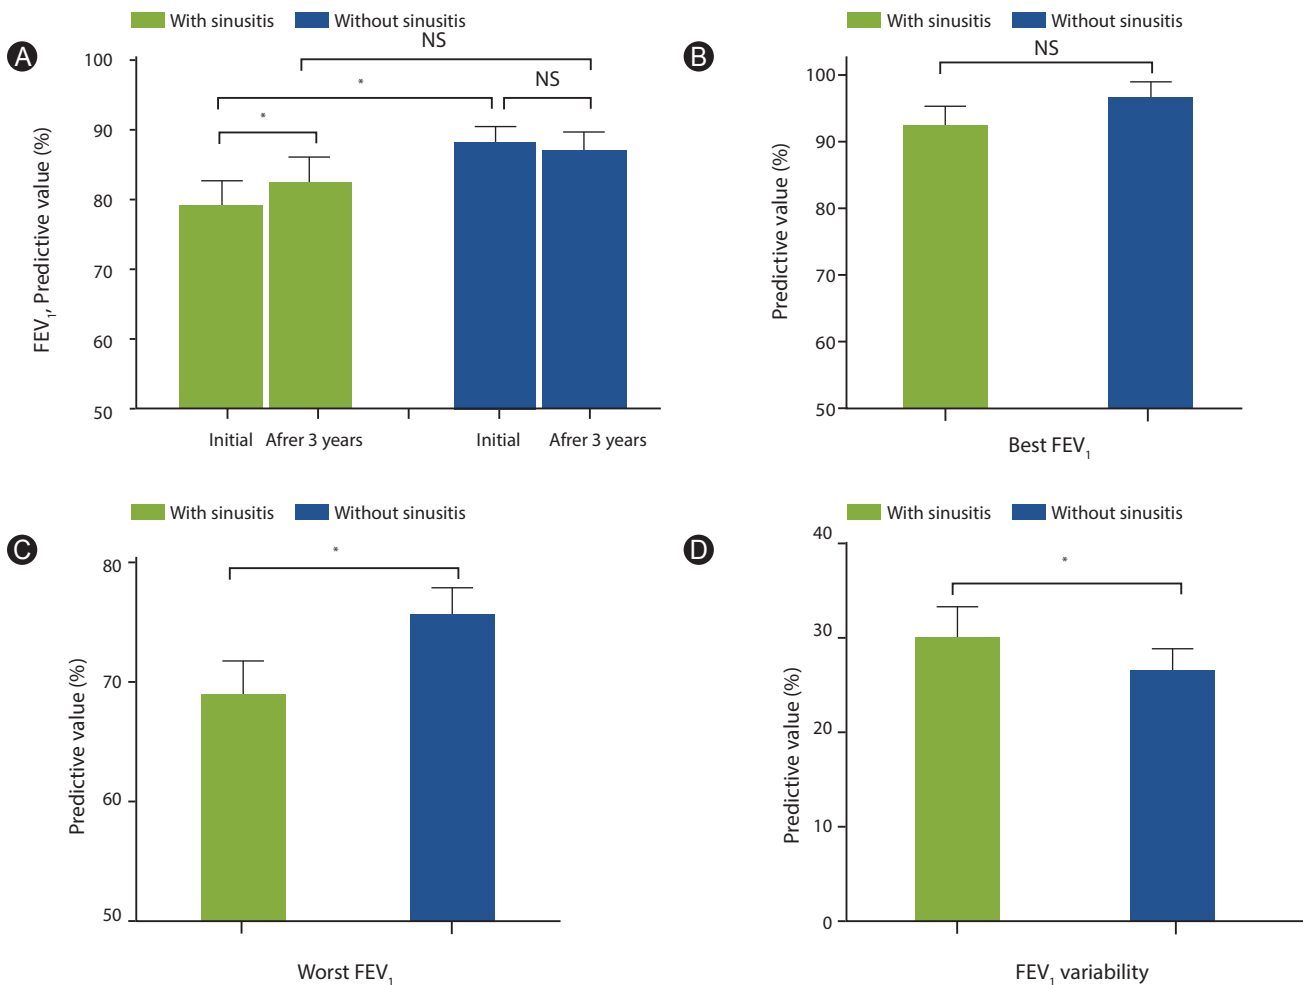 With sinusitis Without sinusitis
A
FEV1, Predictive value (%)
100
90
80
70
60
50
NS
*
NS
*
Initial Afrer 3 years Initial Afrer 3 years
With sinusitis Without sinusitis
B
Predictive value (%)
100
90
80
70
60
50
NS
Best FEV1
With sinusitis Without sinusitis
C
Predictive value (%)
80
70
60
50
*
Worst FEV1
With sinusitis Without sinusitis
D
Predictive value (%)
40
30
20
10
0
*
FEV1 variability